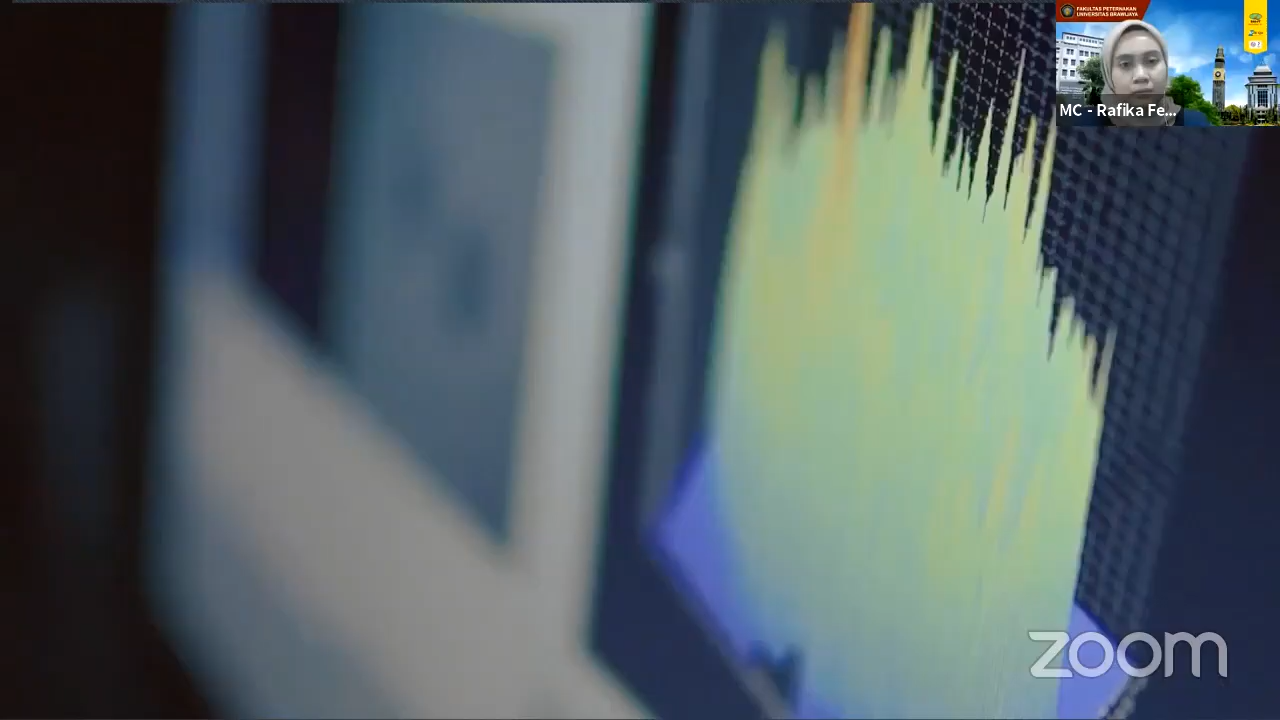 FAKULTAS PETERNAKAN
UNIVERSITAS BRAWIJAYA
MC - Rafika Fe...
zoom